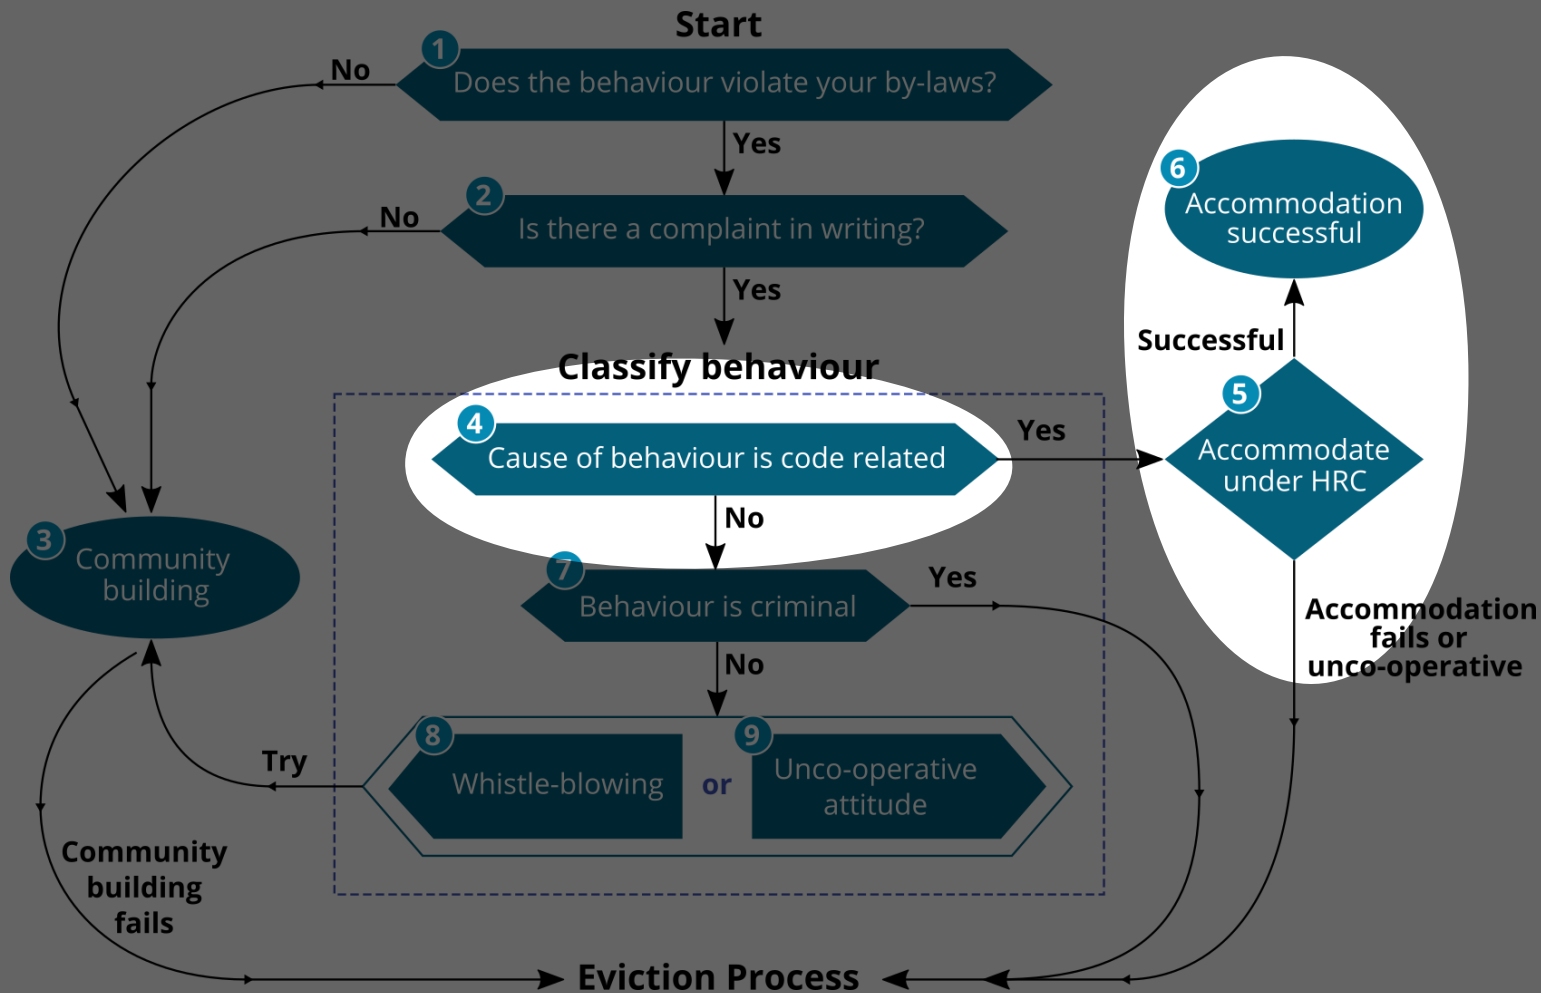 Start
1
Does the behaviour violate your by-laws?
No
Yes
2
Is there a complaint in writing?
No
Yes
6
Accommodation
successful
Successful
Classify behaviour
4
Cause of behaviour is code related
Yes
5
Accommodate
under HRC
No
3
Community
building
7
Behaviour is criminal
Yes
Accommodation
fails or
unco-operative
No
8
Whistle-blowing
or
9
Unco-operative
attitude
Try
Community
building
fails
Eviction Process